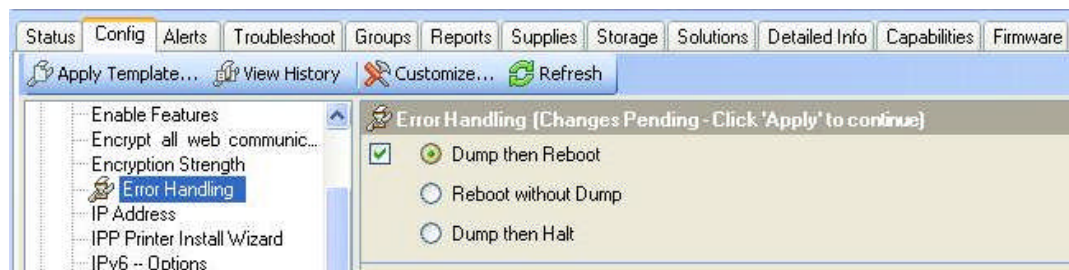 Status Config Alerts Troubleshoot Groups Reports Supplies Storage Solutions Detailed Info Capabilities Firmware
Apply Template... View History Customize... Refresh
Enable Features
Encrypt all web communic...
Encryption Strength
Error Handling
IP Address
IPP Printer Install Wizard
IPv6 -- Options
Error Handling (Changes Pending - Click 'Apply' to continue)
Dump then Reboot
Reboot without Dump
Dump then Halt